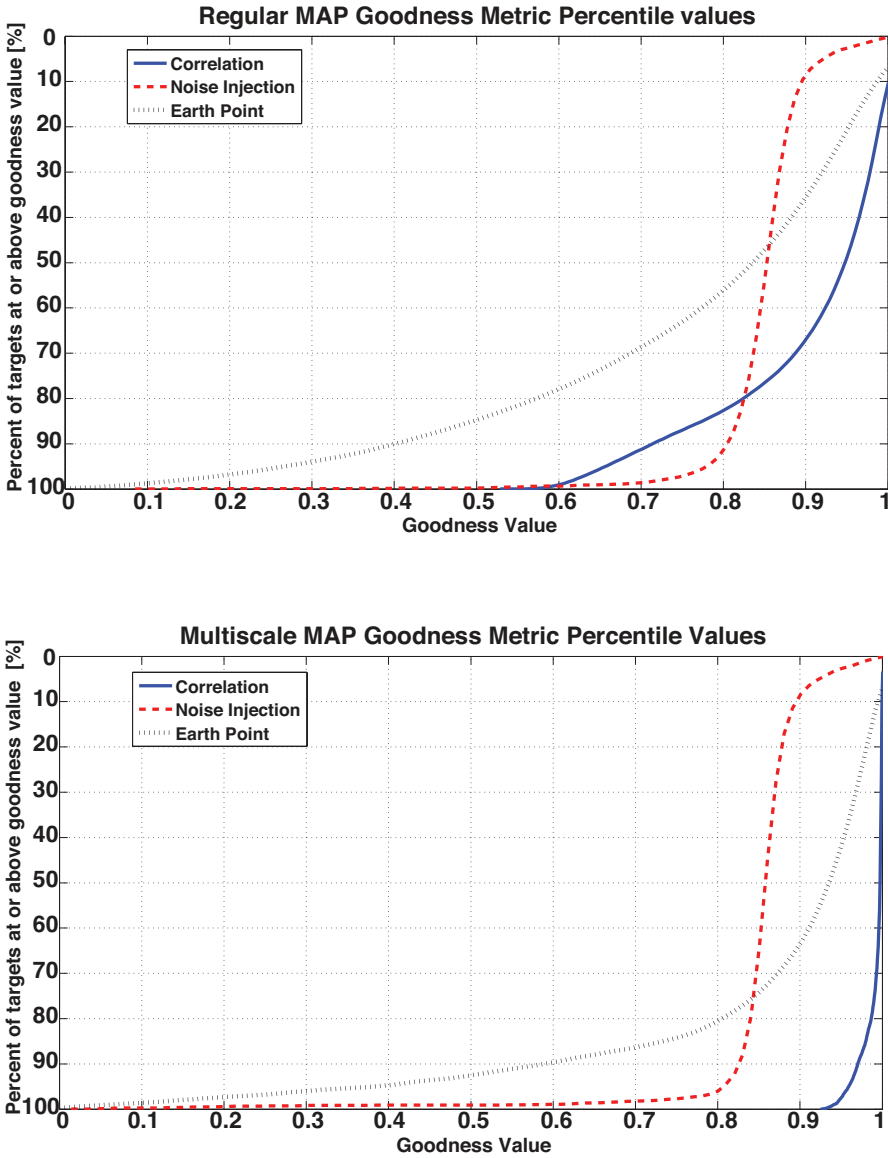 Regular MAP Goodness Metric Percentile values
Percent of targets at or above goodness value [%]
0
10
20
30
40
50
60
70
80
90
100
Correlation
Noise Injection
Earth Point
0 0.1 0.2 0.3 0.4 0.5 0.6 0.7 0.8 0.9 1
Goodness Value
Multiscale MAP Goodness Metric Percentile Values
Percent of targets at or above goodness value [%]
0
10
20
30
40
50
60
70
80
90
100
Correlation
Noise Injection
Earth Point
0 0.1 0.2 0.3 0.4 0.5 0.6 0.7 0.8 0.9 1
Goodness Value